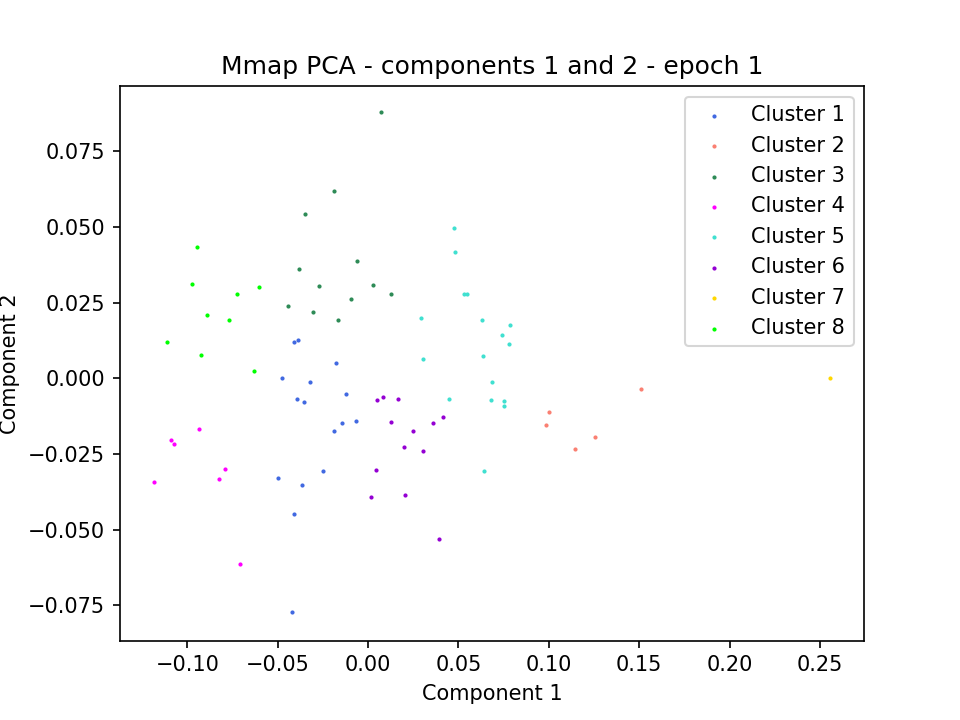 Mmap PCA - components 1 and 2 - epoch 1
Cluster 1
Cluster 2
Cluster 3
Cluster 4
Cluster 5
Cluster 6
Cluster 7
Cluster 8
Component 2
0.075
0.050
0.025
0.000
−0.025
−0.050
−0.075
−0.10 −0.05 0.00 0.05 0.10 0.15 0.20 0.25
Component 1